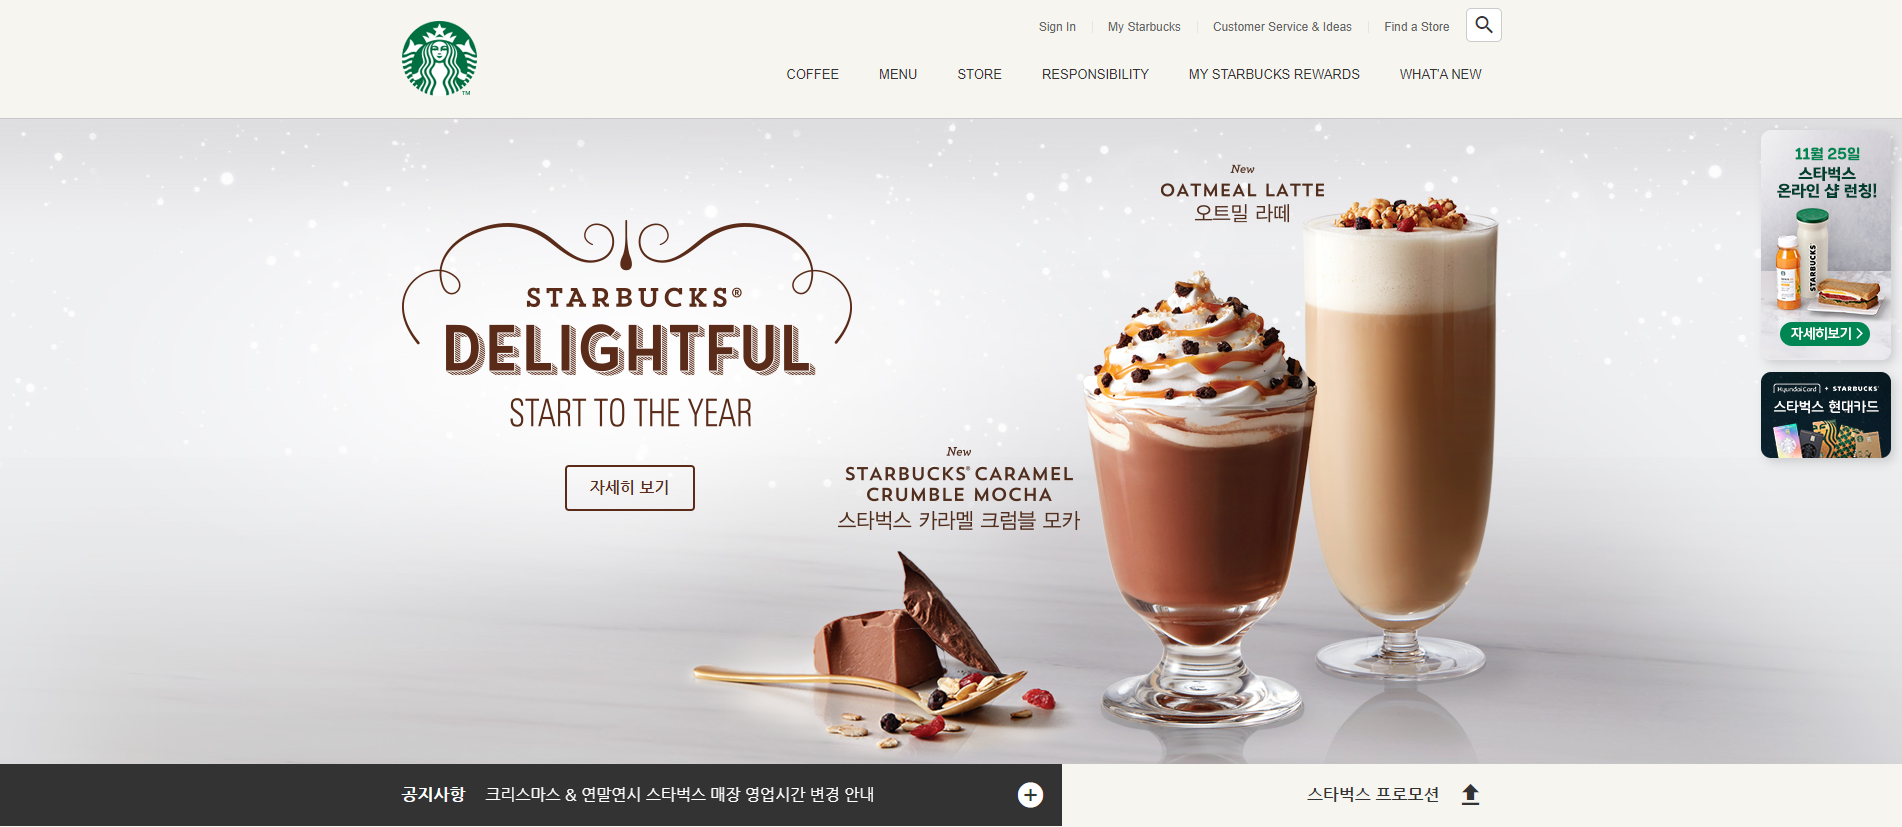 Sign In
My Starbucks
Customer Service & Ideas
Find a Store
COFFEE
MENU
STORE
RESPONSIBILITY
MY STARBUCKS REWARDS
WHAT'A NEW
TM
STARBUCKS®
DELIGHTFUL
START TO THE YEAR
자세히 보기
New
OATMEAL LATTE
오트밀 라떼
New
STARBUCKS® CARAMEL
CRUMBLE MOCHA
스타벅스 카라멜 크럼블 모카
11월 25일
스타벅스
온라인 샵 런칭!
STARBUCKS
자세히보기 >
HyundaiCard + STARBUCKS
스타벅스 현대카드
공지사항 크리스마스 & 연말연시 스타벅스 매장 영업시간 변경 안내
스타벅스 프로모션